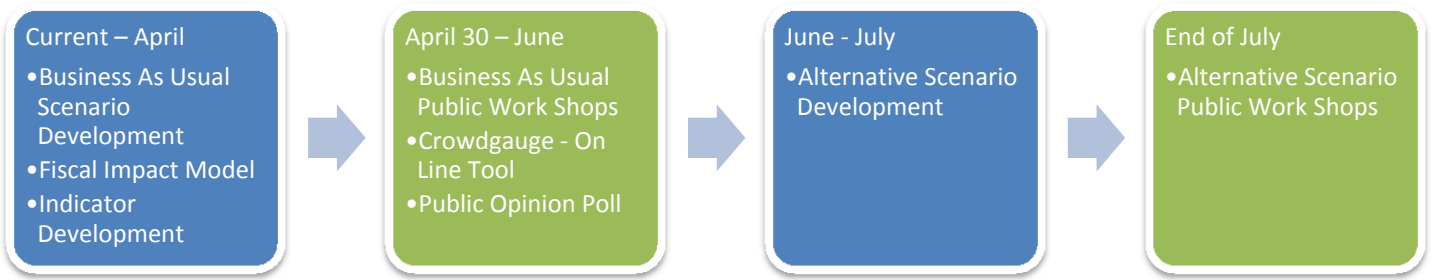 Current – April
•Business As Usual
Scenario
Development
•Fiscal Impact Model
•Indicator
Development
April 30 – June
•Business As Usual
Public Work Shops
•Crowdgauge - On
Line Tool
•Public Opinion Poll
June - July
•Alternative Scenario
Development
End of July
•Alternative Scenario
Public Work Shops